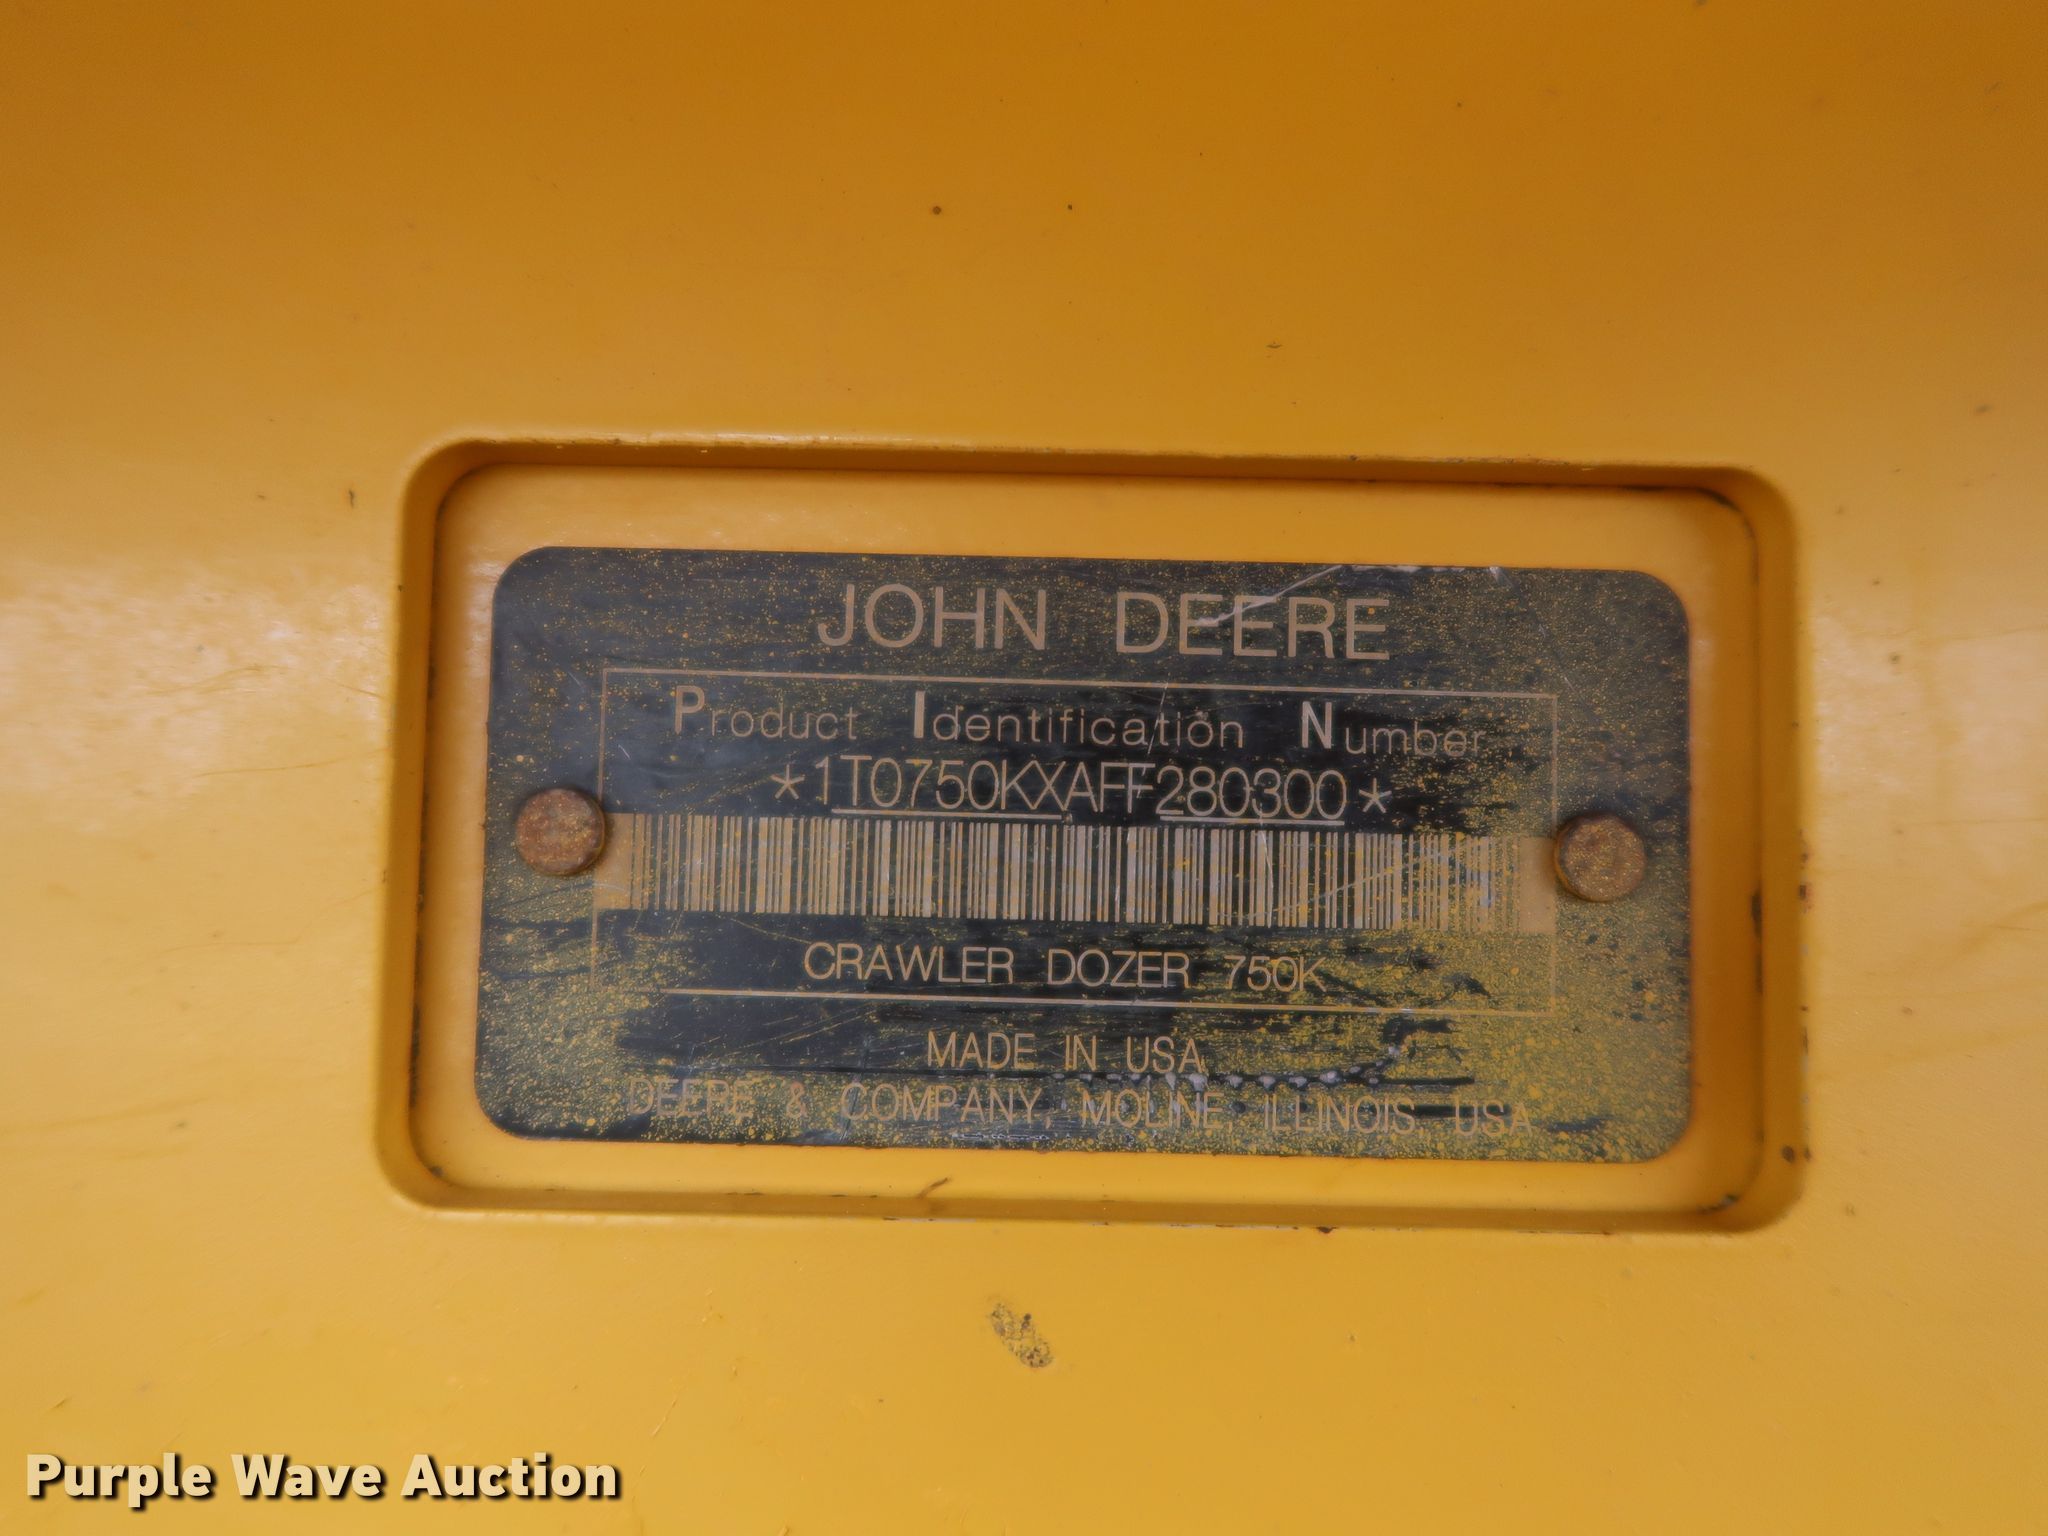 JOHN DEERE
Product Identification Number
*1T0750KXAFF280300*
CRAWLER DOZER 750K
MADE IN USA
DEERE & COMPANY, MOLINE, ILLINOIS USA
Purple Wave Auction